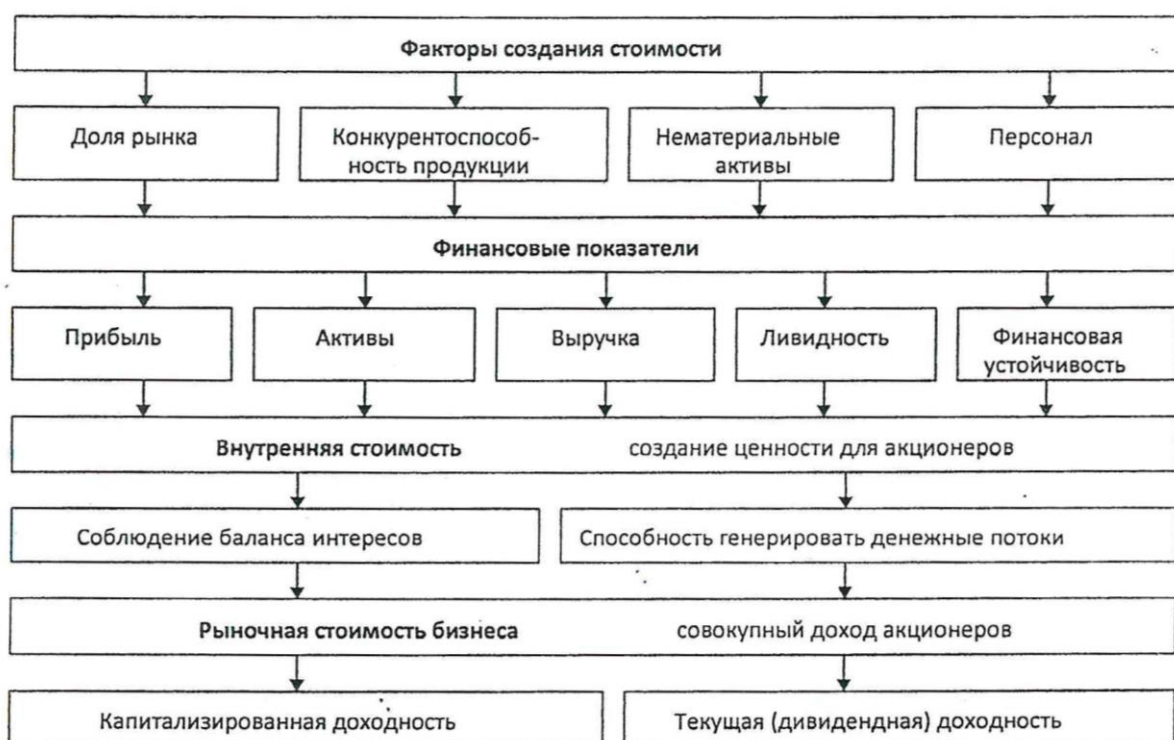 Факторы создания стоимости
Доля рынка
Конкурентоспособ-
ность продукции
Нематериальные
активы
Персонал
Финансовые показатели
Прибыль
Активы
Выручка
Ливидность
Финансовая
устойчивость
Внутренняя стоимость создание ценности для акционеров
Соблюдение баланса интересов
Способность генерировать денежные потоки
Рыночная стоимость бизнеса совокупный доход акционеров
Капитализированная доходность
Текущая (дивидендная) доходность